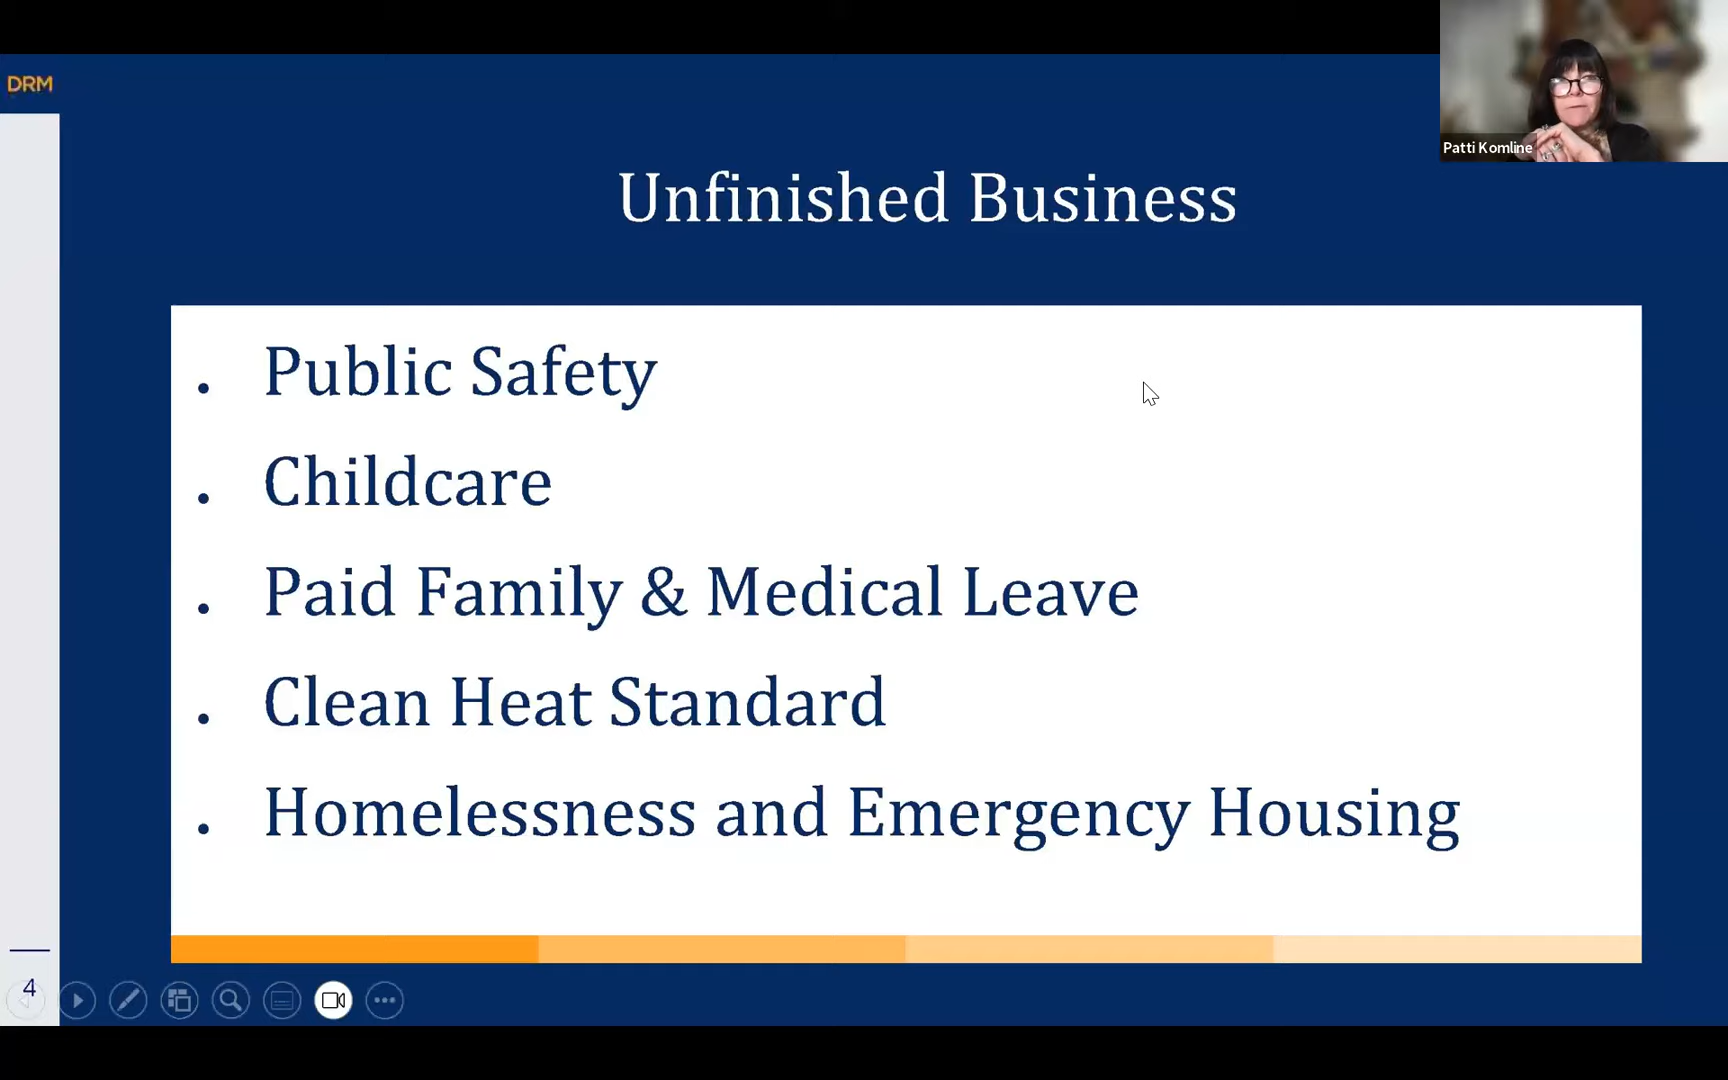 DRM
Patti Komline
Unfinished Business
. Public Safety
. Childcare
. Paid Family & Medical Leave
. Clean Heat Standard
. Homelessness and Emergency Housing
4